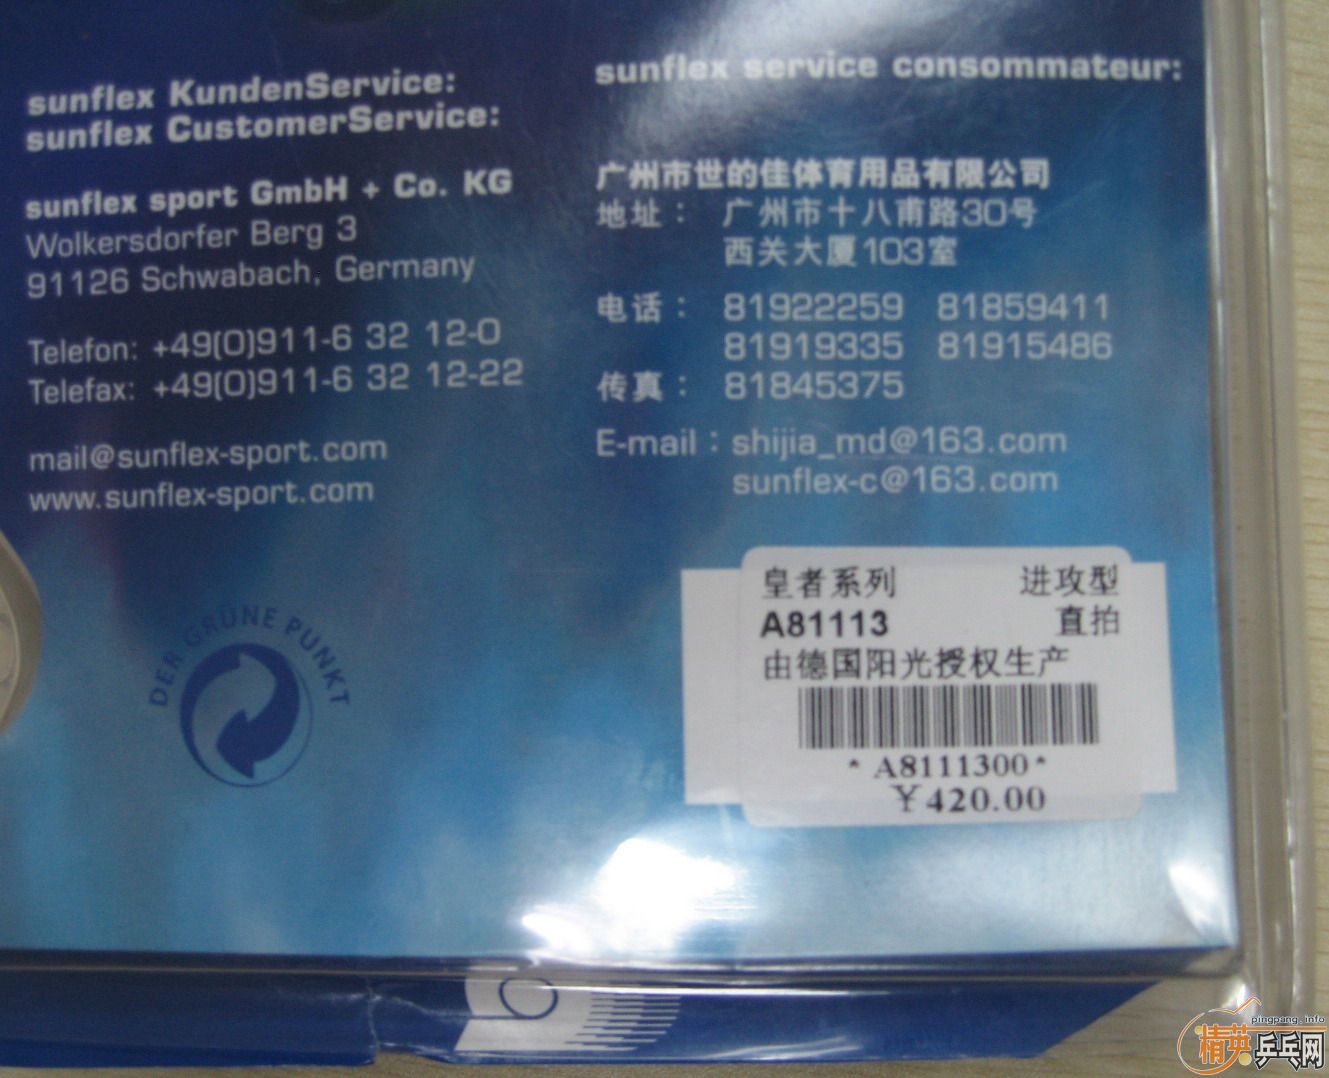 sunflex KundenService:
sunflex CustomerService:
sunflex sport GmbH + Co. KG
Wolkersdorfer Berg 3
91126 Schwabach, Germany
Telefon: +49(0)911-6 32 12-0
Telefax: +49(0)911-6 32 12-22
mail@sunflex-sport.com
www.sunflex-sport.com
DER GRÜNE PUNKT
sunflex service consommateur:
广州市世的佳体育用品有限公司
地址： 广州市十八甫路30号
西关大厦103室
电话： 81922259 81859411
81919335 81915486
传真： 81845375
E-mail：shijia_md@163.com
sunflex-c@163.com
皇者系列 进攻型
A81113 直拍
由德国阳光授权生产
*A8111300*
￥420.00
pingpang.info
精英乒乓网